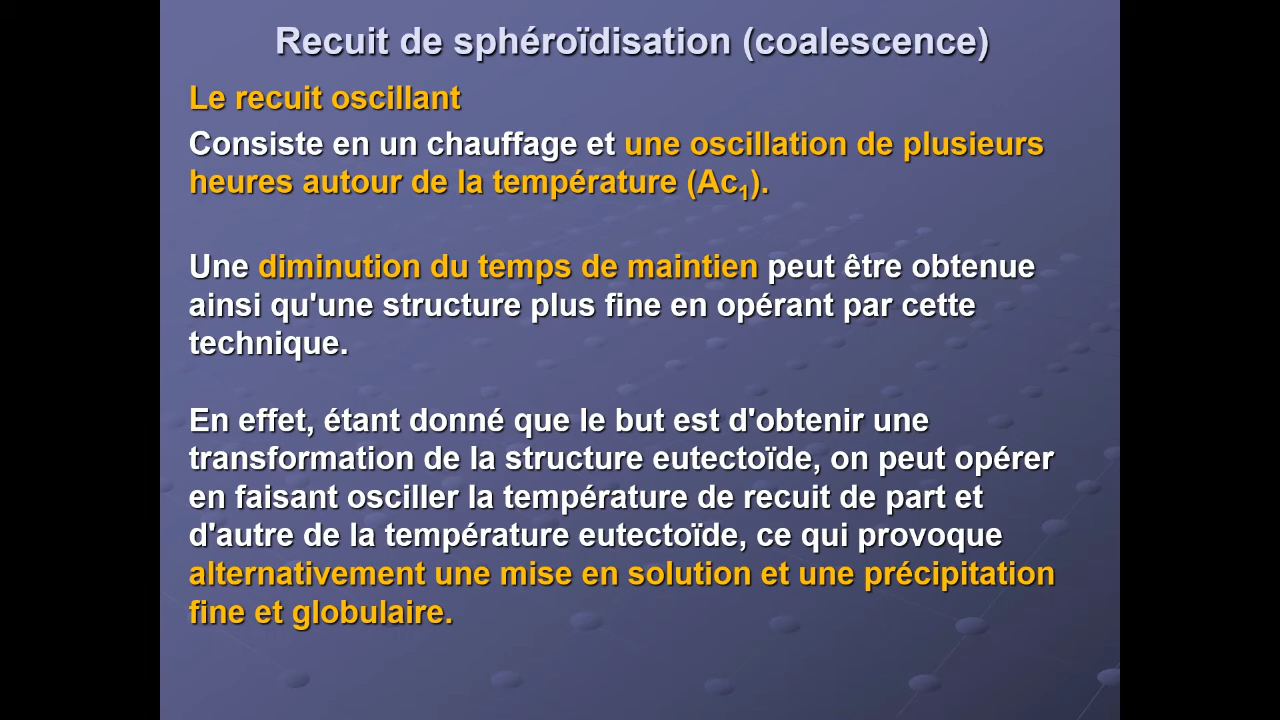 Recuit de sphéroïdisation (coalescence)
Le recuit oscillant
Consiste en un chauffage et une oscillation de plusieurs
heures autour de la température (Ac₁).
Une diminution du temps de maintien peut être obtenue
ainsi qu'une structure plus fine en opérant par cette
technique.
En effet, étant donné que le but est d'obtenir une
transformation de la structure eutectoïde, on peut opérer
en faisant osciller la température de recuit de part et
d'autre de la température eutectoïde, ce qui provoque
alternativement une mise en solution et une précipitation
fine et globulaire.